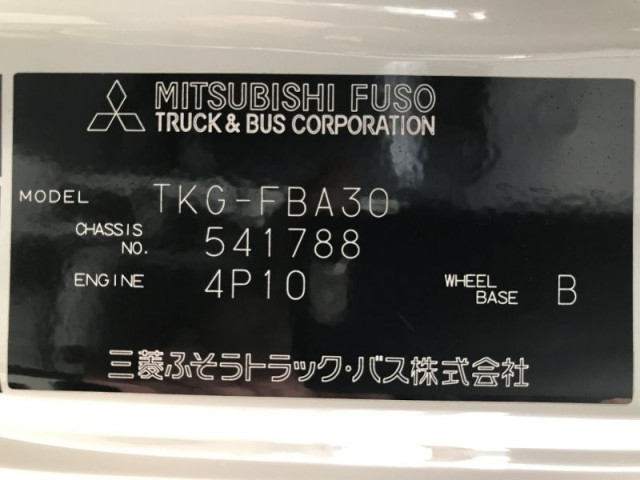 MITSUBISHI FUSO
TRUCK & BUS CORPORATION
MODEL TKG-FBA30
CHASSIS NO. 541788
ENGINE 4P10 WHEEL BASE B
三菱ふそうトラック・バス株式会社